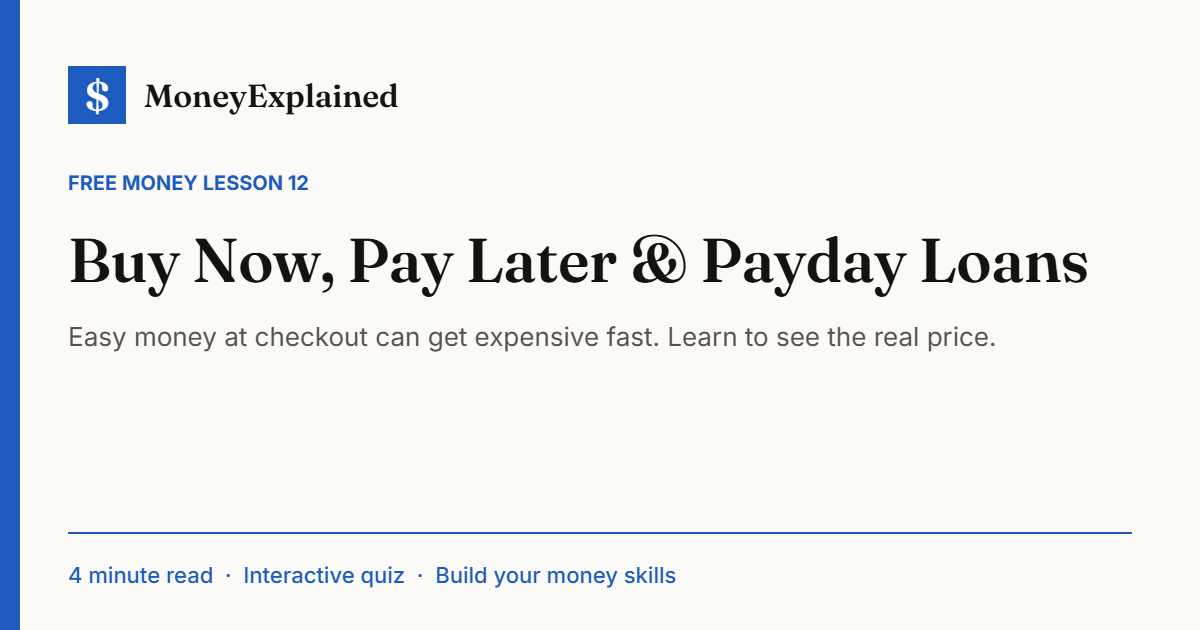 $ MoneyExplained
FREE MONEY LESSON 12
Buy Now, Pay Later & Payday Loans
Easy money at checkout can get expensive fast. Learn to see the real price.
4 minute read · Interactive quiz · Build your money skills